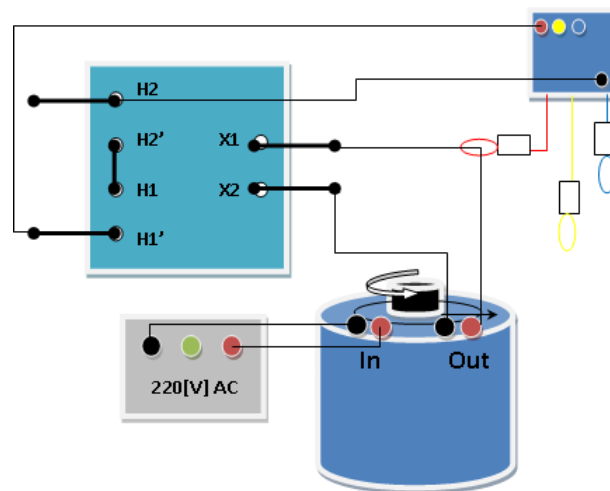 H2
H2’
X1
H1
X2
H1’
In
Out
220[V] AC